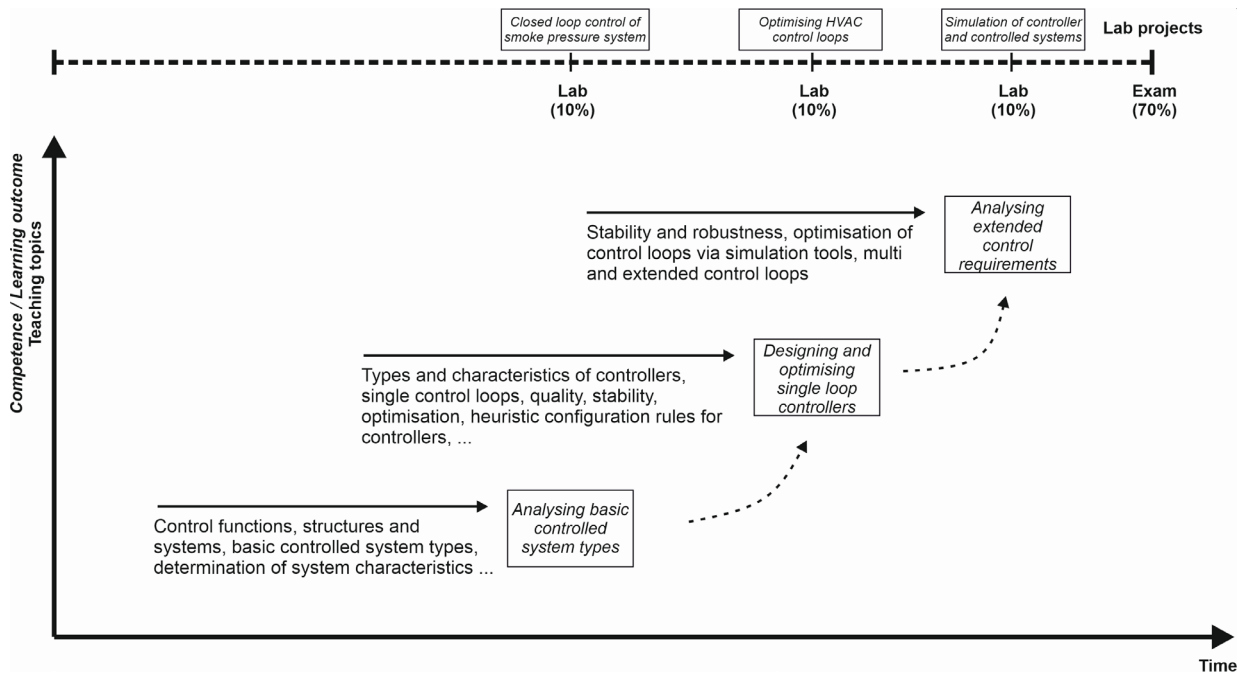 Closed loop control of
smoke pressure system
Optimising HVAC
control loops
Simulation of controller
and controlled systems
Lab projects
Lab
(10%)
Lab
(10%)
Lab
(10%)
Exam
(70%)
Competence / Learning outcome
Teaching topics
Stability and robustness, optimisation of
control loops via simulation tools, multi
and extended control loops
Analysing
extended
control
requirements
Types and characteristics of controllers,
single control loops, quality, stability,
optimisation, heuristic configuration rules for
controllers, ...
Designing and
optimising
single loop
controllers
Control functions, structures and
systems, basic controlled system types,
determination of system characteristics ...
Analysing basic
controlled
system types
Time